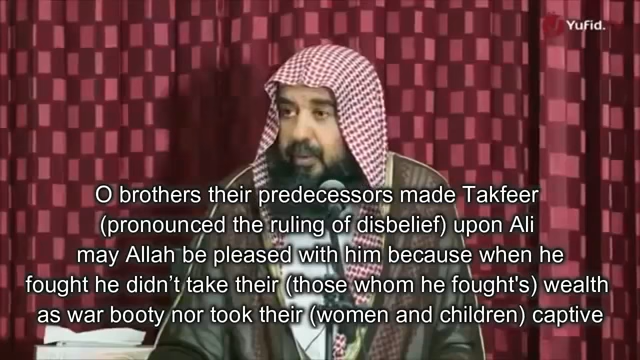 YUFID.
O brothers their predecessors made Takfeer
(pronounced the ruling of disbelief) upon Ali
may Allah be pleased with him because when he
fought he didn’t take their (those whom he fought's) wealth
as war booty nor took their (women and children) captive